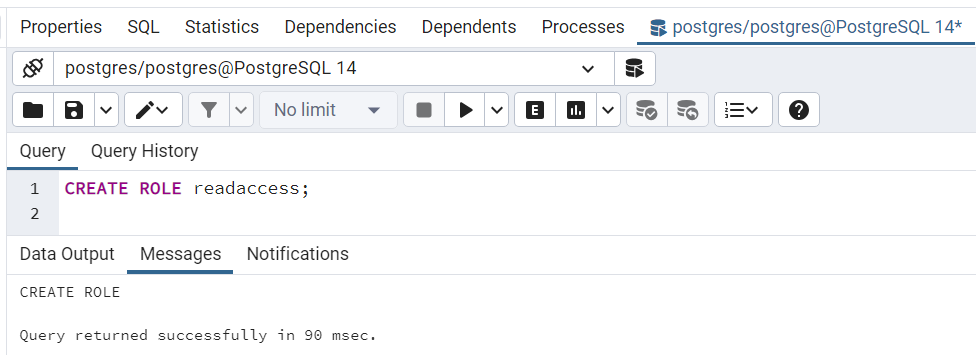 Properties SQL Statistics Dependencies Dependents Processes postgres/postgres@PostgreSQL 14*
postgres/postgres@PostgreSQL 14
No limit E
Query Query History
1 CREATE ROLE readaccess;
2
Data Output Messages Notifications
CREATE ROLE
Query returned successfully in 90 msec.